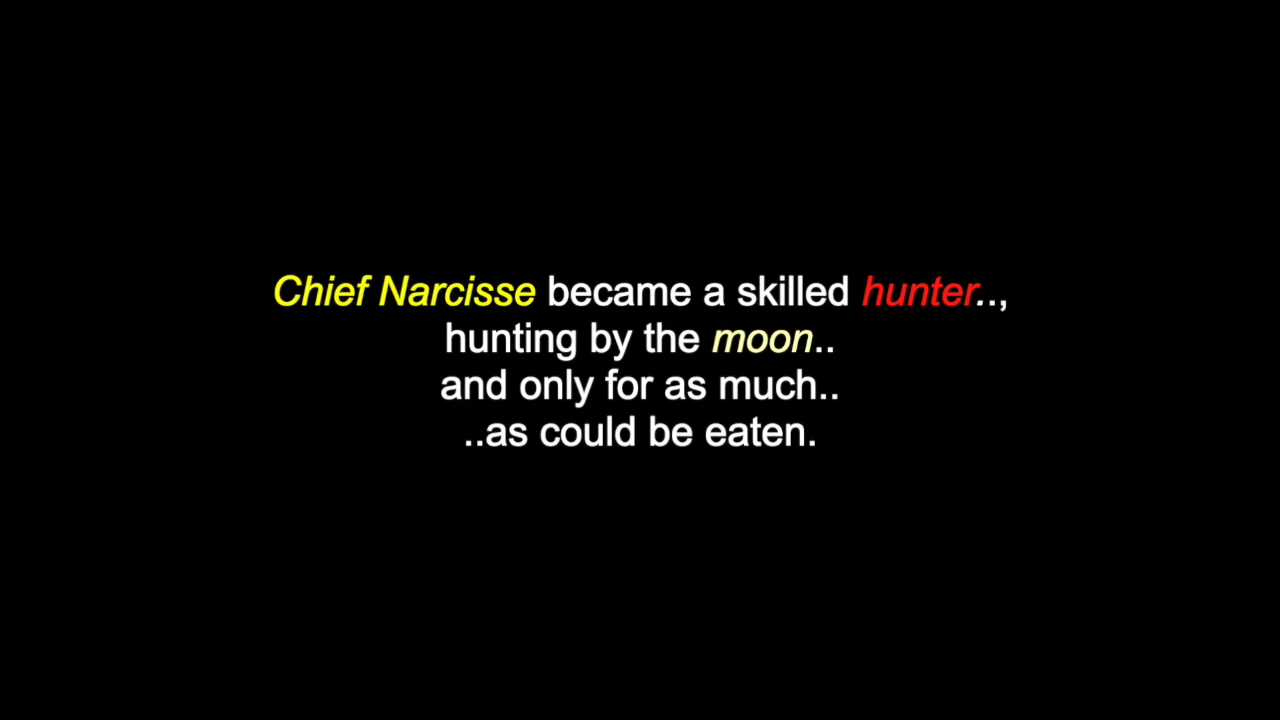 Chief Narcisse became a skilled hunter..,
hunting by the moon..
and only for as much..
..as could be eaten.